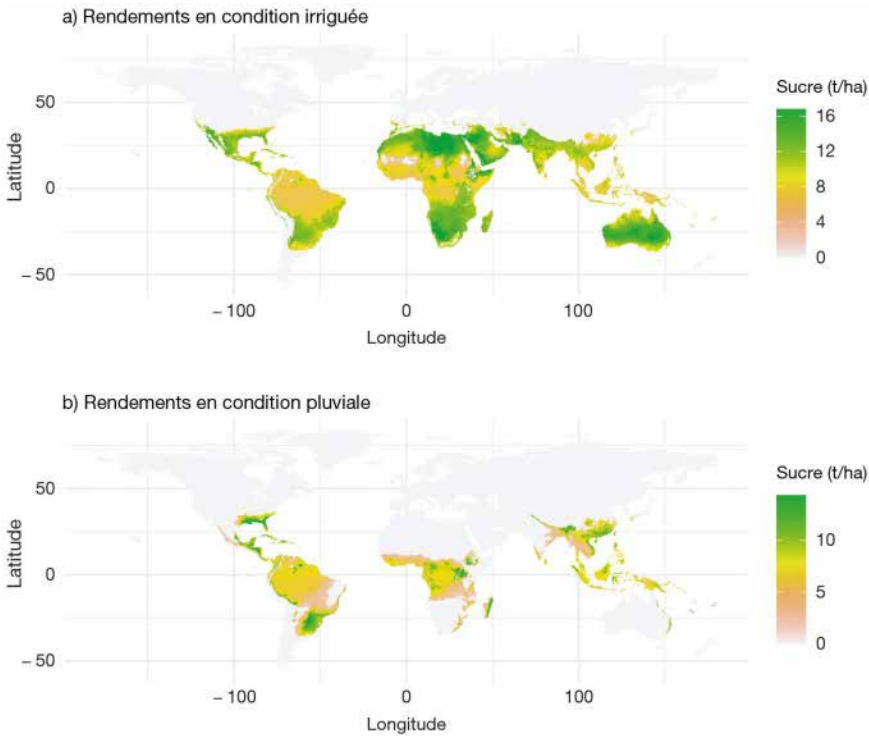 a) Rendements en condition irriguée
Sucre (t/ha)
16
12
8
4
0
50
0
– 50
Latitude
– 100
0
100
Longitude
b) Rendements en condition pluviale
Sucre (t/ha)
10
5
0
50
0
– 50
Latitude
– 100
0
100
Longitude